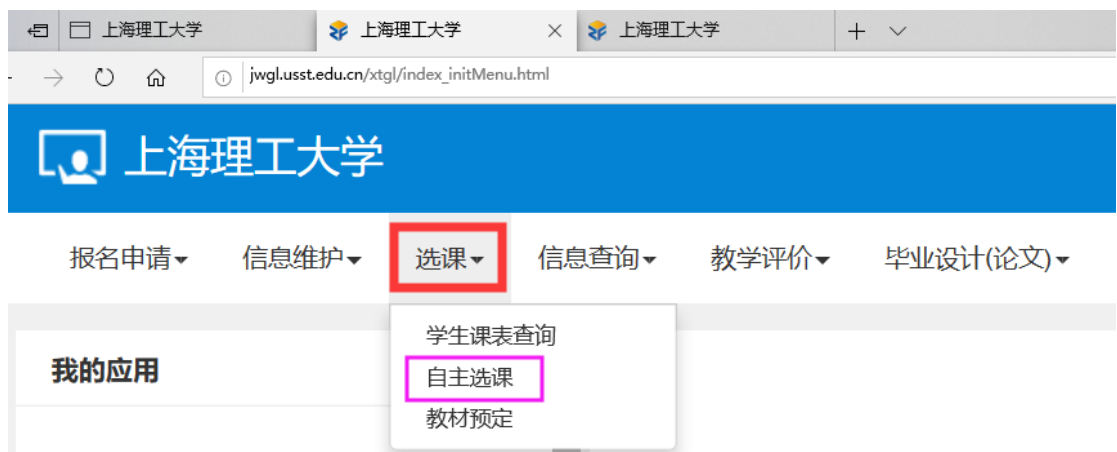 上海理工大学 上海理工大学 上海理工大学
jwgl.usst.edu.cn/xtgl/index_initMenu.html
上海理工大学
报名申请 信息维护 选课 信息查询 教学评价 毕业设计(论文)
学生课表查询
我的应用
自主选课
教材预定